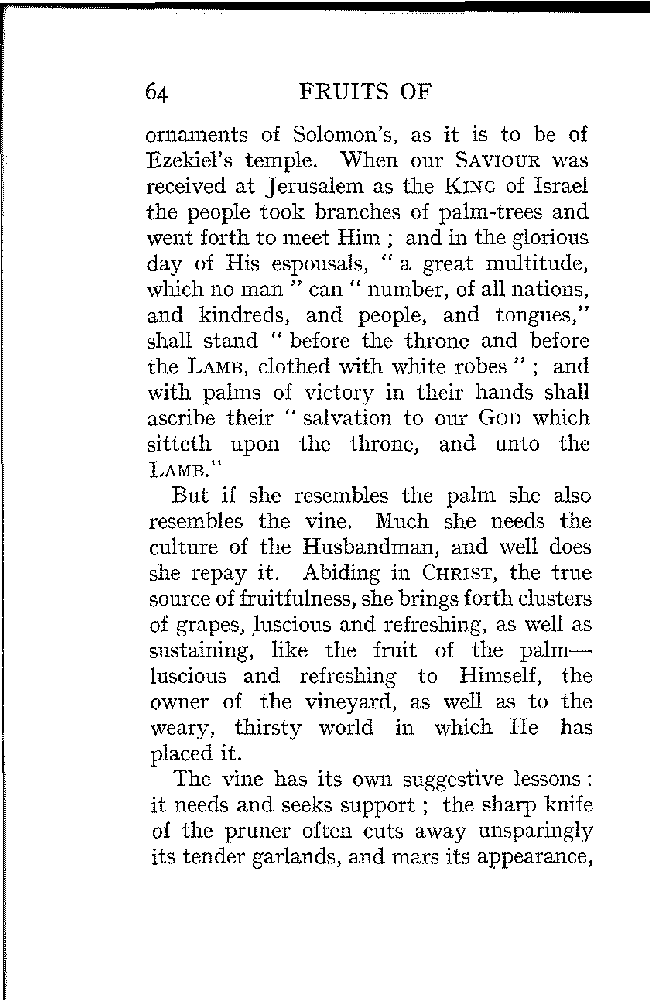 64 FRUITS OF
ornaments of Solomon's, as it is to be of
Ezekiel's temple. When our SAVIOUR was
received at Jerusalem as the KING of Israel
the people took branches of palm-trees and
went forth to meet Him ; and in the glorious
day of His espousals, “ a great multitude,
which no man ” can “ number, of all nations,
and kindreds, and people, and tongues,”
shall stand “ before the throne and before
the LAMB, clothed with white robes ” ; and
with palms of victory in their hands shall
ascribe their “ salvation to our GOD which
sitteth upon the throne, and unto the
LAMB.”
But if she resembles the palm she also
resembles the vine. Much she needs the
culture of the Husbandman, and well does
she repay it. Abiding in CHRIST, the true
source of fruitfulness, she brings forth clusters
of grapes, luscious and refreshing, as well as
sustaining, like the fruit of the palm—
luscious and refreshing to Himself, the
owner of the vineyard, as well as to the
weary, thirsty world in which He has
placed it.
The vine has its own suggestive lessons :
it needs and seeks support ; the sharp knife
of the pruner often cuts away unsparingly
its tender garlands, and mars its appearance,